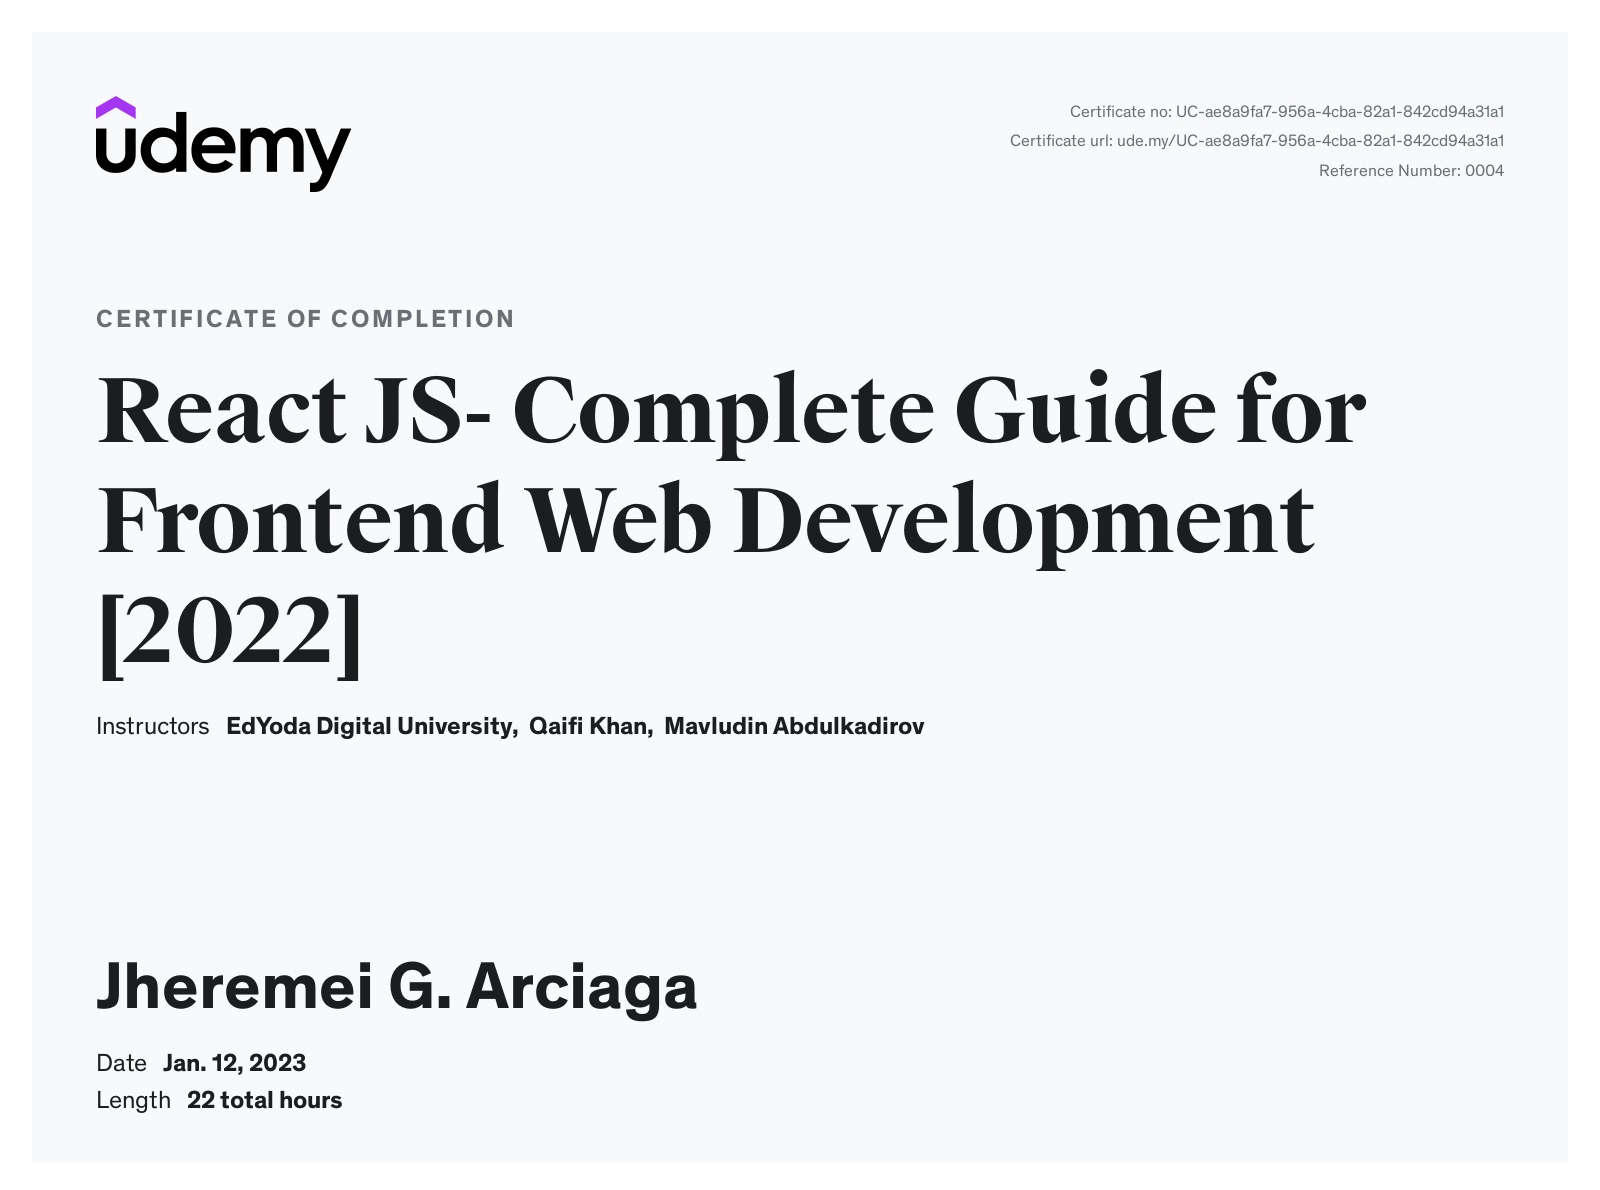 udemy
Certificate no: UC-ae8a9fa7-956a-4cba-82a1-842cd94a31a1
Certificate url: ude.my/UC-ae8a9fa7-956a-4cba-82a1-842cd94a31a1
Reference Number: 0004
CERTIFICATE OF COMPLETION
React JS- Complete Guide for
Frontend Web Development
[2022]
Instructors EdYoda Digital University, Qaifi Khan, Mavludin Abdulkadirov
Jheremei G. Arciaga
Date Jan. 12, 2023
Length 22 total hours